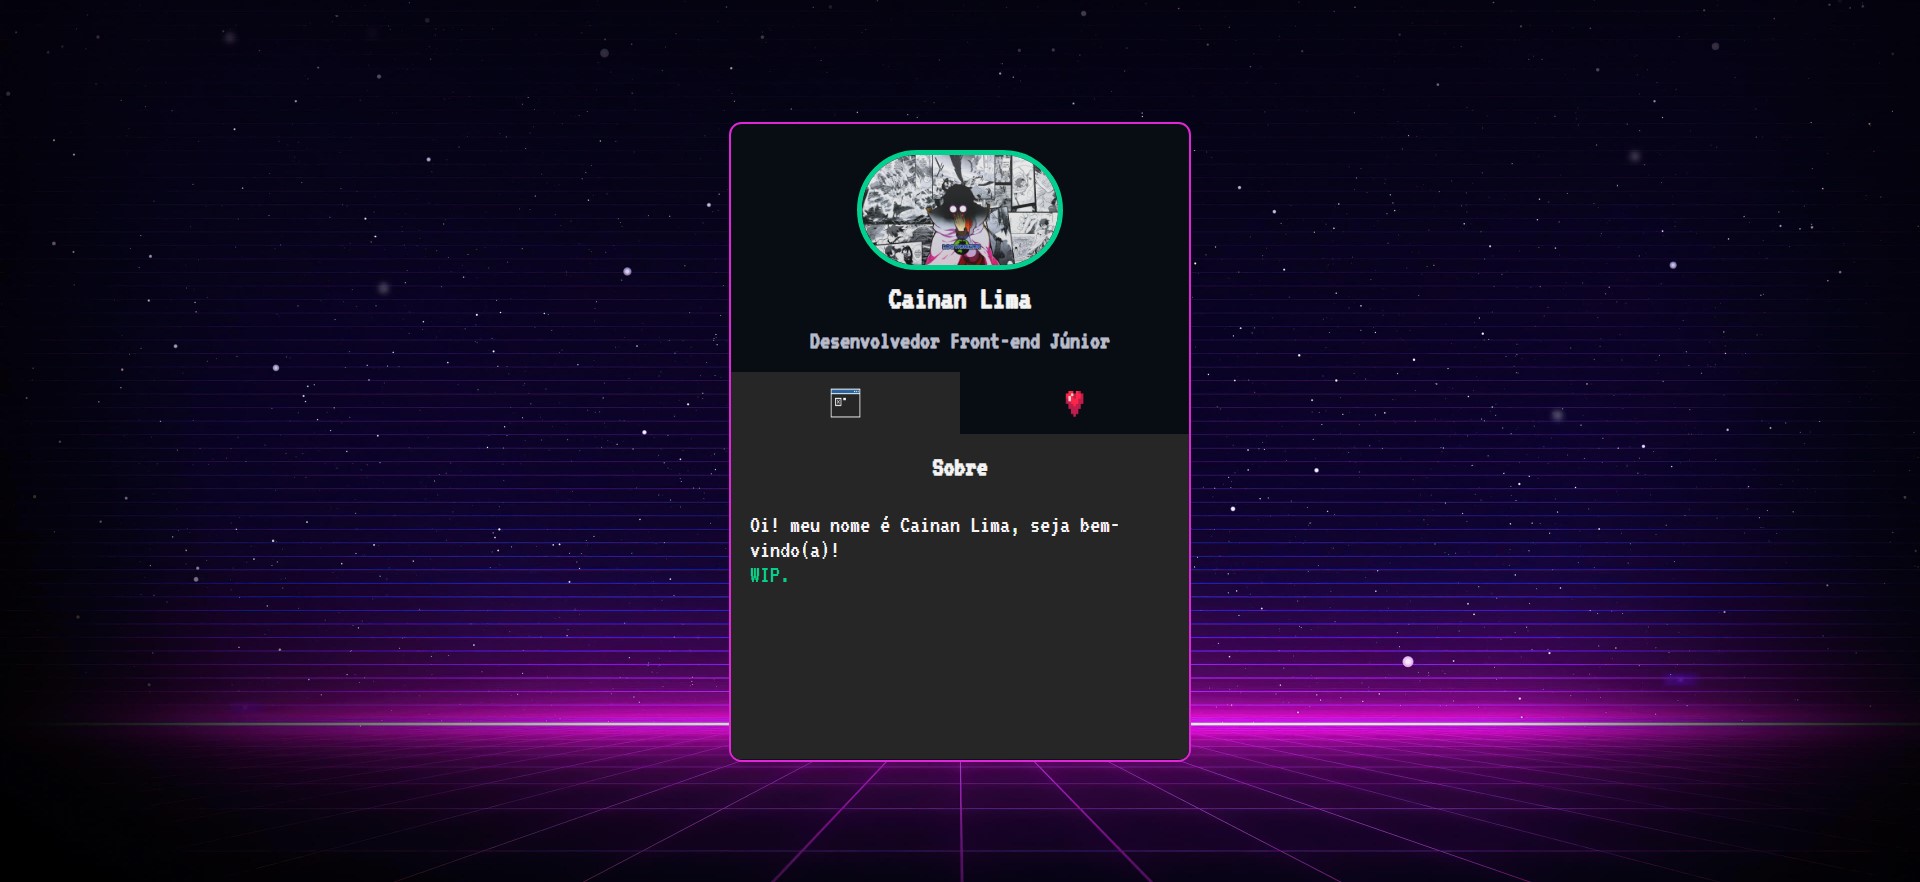 Cainan Lima
Desenvolvedor Front-end Júnior
Sobre
Oi! meu nome é Cainan Lima, seja bem-
vindo(a)!
WIP.